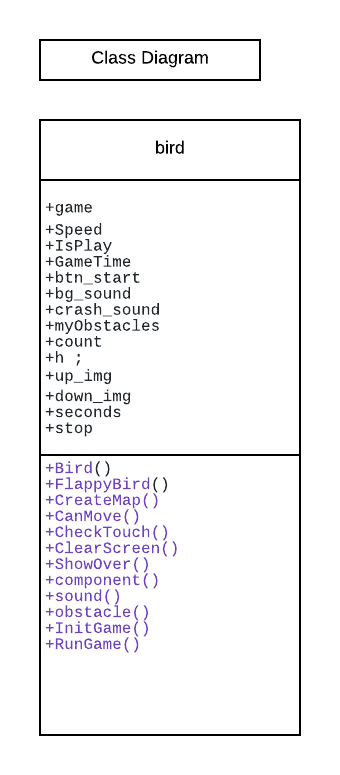 Class Diagram
bird
+game
+Speed
+IsPlay
+GameTime
+btn_start
+bg_sound
+crash_sound
+myObstacles
+count
+h ;
+up_img
+down_img
+seconds
+stop
+Bird()
+FlappyBird()
+CreateMap()
+CanMove()
+CheckTouch()
+ClearScreen()
+ShowOver()
+component()
+sound()
+obstacle()
+InitGame()
+RunGame()